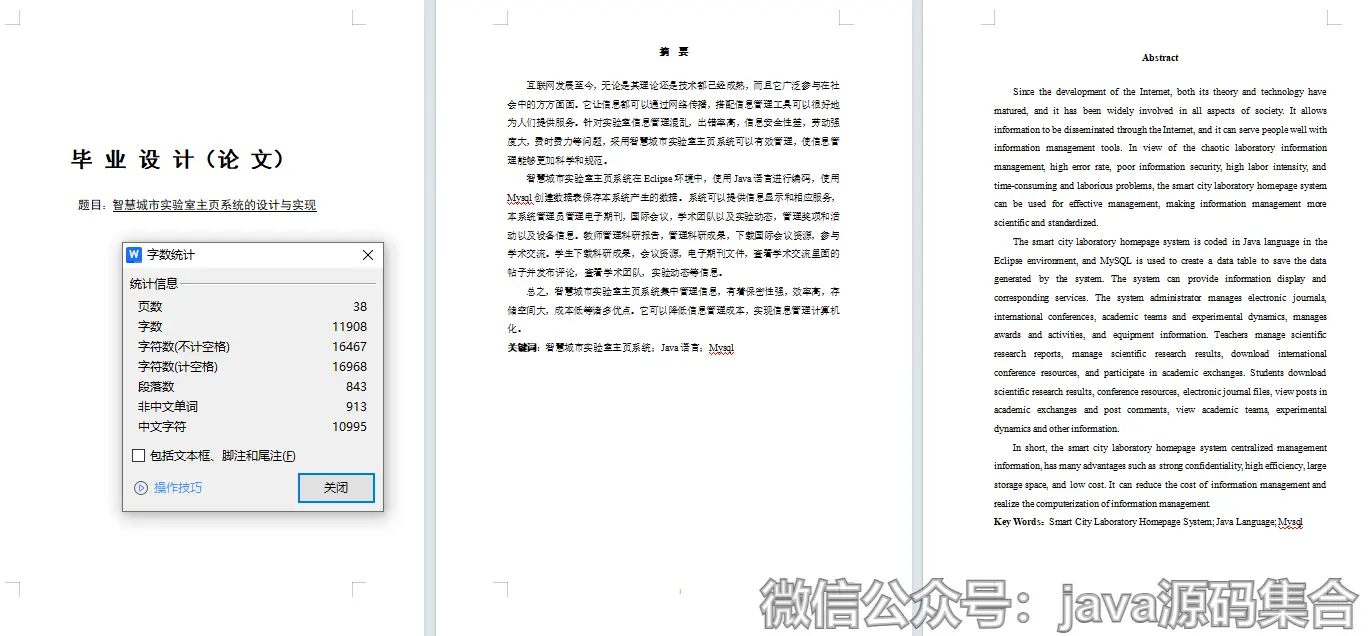 毕 业 设 计（论 文）
题目：智慧城市实验室主页系统的设计与实现
字数统计
统计信息
页数 38
字数 11908
字符数(不计空格) 16467
字符数(计空格) 16968
段落数 843
非中文单词 913
中文字符 10995
包括文本框、脚注和尾注(F)
操作技巧
关闭
摘 要
互联网发展至今，无论是其理论还是技术都已经成熟，而且它广泛参与在社
会中的方方面面。它让信息都可以通过网络传播，搭配信息管理工具可以很好地
为人们提供服务。针对实验室信息管理混乱，出错率高，信息安全性差，劳动强
度大，费时费力等问题，采用智慧城市实验室主页系统可以有效管理，使信息管
理能够更加科学和规范。
智慧城市实验室主页系统在 Eclipse 环境中，使用 Java 语言进行编码，使用
Mysql 创建数据表保存本系统产生的数据。系统可以提供信息显示和相应服务，
本系统管理员管理电子期刊，国际会议，学术团队以及实验动态，管理奖项和活
动以及设备信息。教师管理科研报告，管理科研成果，下载国际会议资源，参与
学术交流。学生下载科研成果，会议资源，电子期刊文件，查看学术交流里面的
帖子并发布评论，查看学术团队，实验动态等信息。
总之，智慧城市实验室主页系统集中管理信息，有着保密性强，效率高，存
储空间大，成本低等诸多优点。它可以降低信息管理成本，实现信息管理计算机
化。
关键词：智慧城市实验室主页系统；Java 语言；Mysql
Abstract
Since the development of the Internet, both its theory and technology have
matured, and it has been widely involved in all aspects of society. It allows
information to be disseminated through the Internet, and it can serve people well with
information management tools. In view of the chaotic laboratory information
management, high error rate, poor information security, high labor intensity, and
time-consuming and laborious problems, the smart city laboratory homepage system
can be used for effective management, making information management more
scientific and standardized.
The smart city laboratory homepage system is coded in Java language in the
Eclipse environment, and MySQL is used to create a data table to save the data
generated by the system. The system can provide information display and
corresponding services. The system administrator manages electronic journals,
international conferences, academic teams and experimental dynamics, manages
awards and activities, and equipment information. Teachers manage scientific
research reports, manage scientific research results, download international
conference resources, and participate in academic exchanges. Students download
scientific research results, conference resources, electronic journal files, view posts in
academic exchanges and post comments, view academic teams, experimental
dynamics and other information.
In short, the smart city laboratory homepage system centralized management
information, has many advantages such as strong confidentiality, high efficiency, large
storage space, and low cost. It can reduce the cost of information management and
realize the computerization of information management.
Key Words：Smart City Laboratory Homepage System; Java Language; Mysql
微信公众号：java源码集合